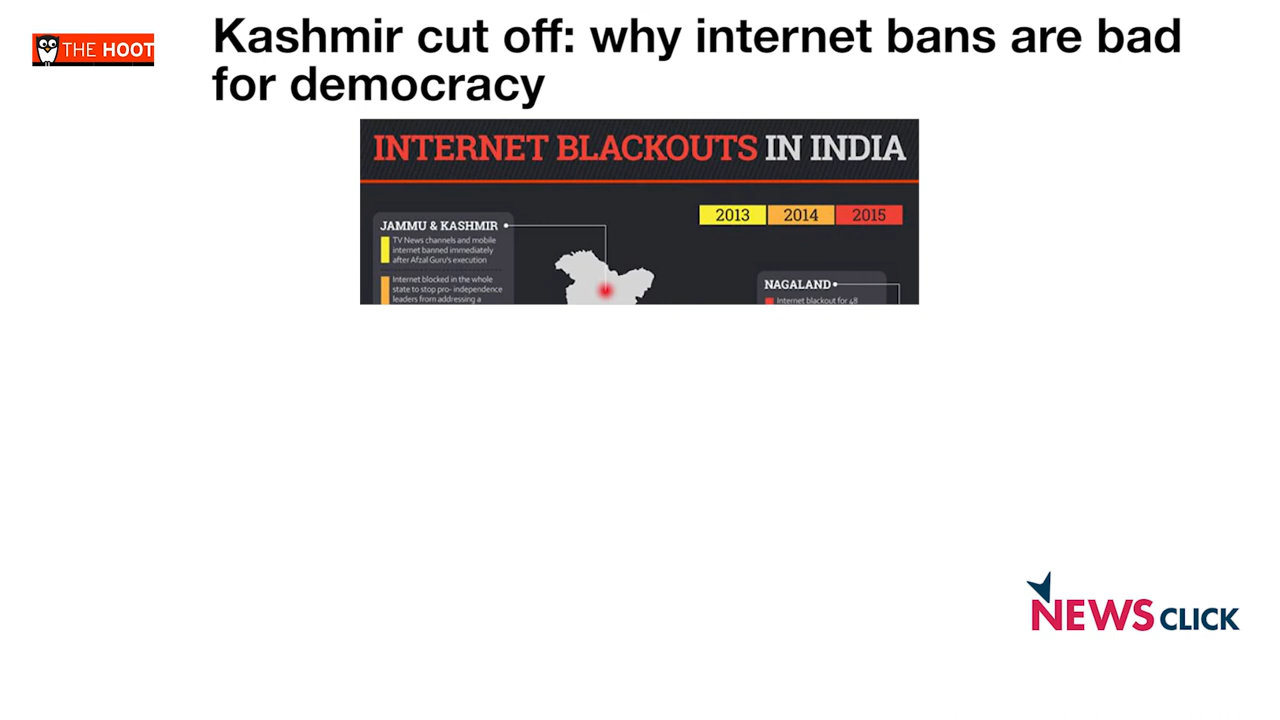 THE HOOT
Kashmir cut off: why internet bans are bad
for democracy
INTERNET BLACKOUTS IN INDIA
2013 2014 2015
JAMMU & KASHMIR
TV News channels and mobile
internet banned immediately
after Afzal Guru's execution
Internet blocked in the whole
state to stop pro- independence
leaders from addressing a
NAGALAND
Internet blackout for 48
NEWSCLICK